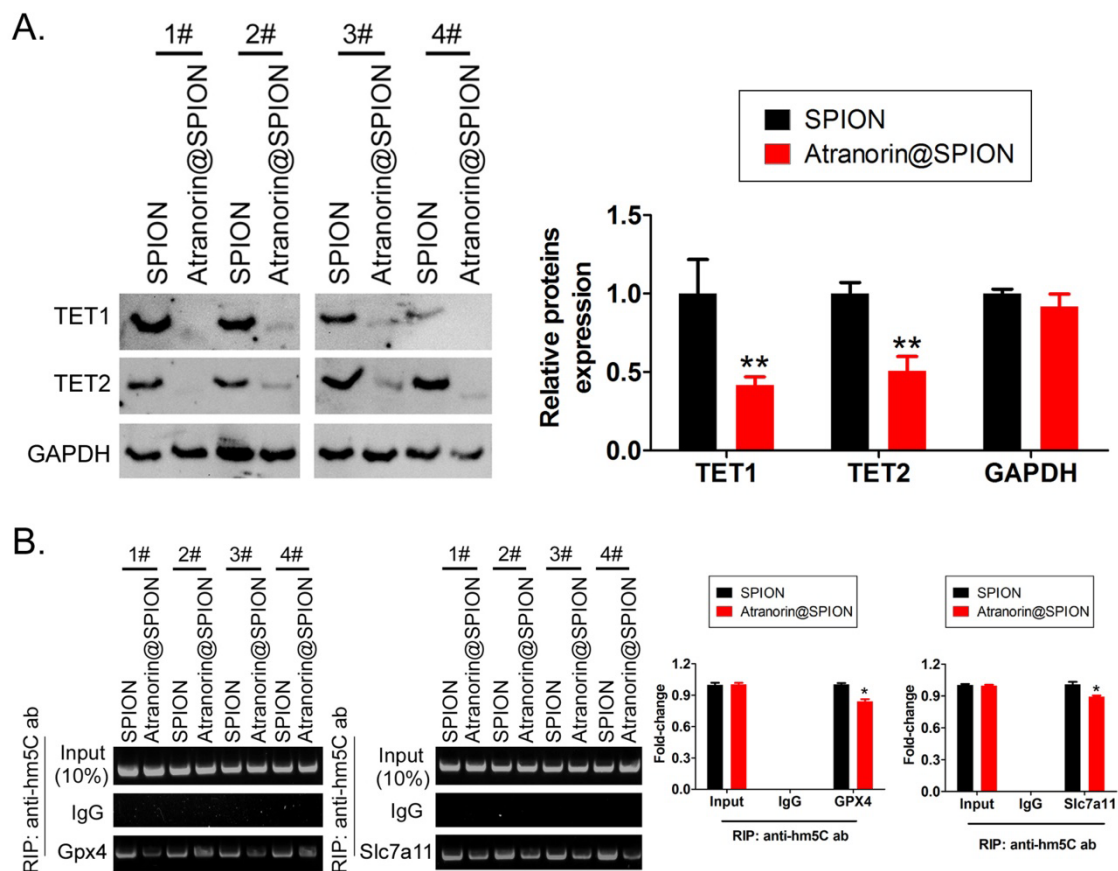 A.
1# 2# 3# 4#
SPION
Atranorin@SPION
SPION
Atranorin@SPION
SPION
Atranorin@SPION
SPION
Atranorin@SPION
TET1
TET2
GAPDH
SPION
Atranorin@SPION
Relative proteins
expression
1.5
1.0
0.5
0.0
** **
TET1 TET2 GAPDH
B.
1# 2# 3# 4#
SPION
Atranorin@SPION
SPION
Atranorin@SPION
SPION
Atranorin@SPION
SPION
Atranorin@SPION
RIP: anti-hm5C ab
Input
(10%)
IgG
Gpx4
1# 2# 3# 4#
SPION
Atranorin@SPION
SPION
Atranorin@SPION
SPION
Atranorin@SPION
SPION
Atranorin@SPION
RIP: anti-hm5C ab
Input
(10%)
IgG
Slc7a11
SPION
Atranorin@SPION
Fold-change
1.2
0.9
0.6
0.3
0.0
*
Input IgG GPX4
RIP: anti-hm5C ab
SPION
Atranorin@SPION
Fold-change
1.2
0.9
0.6
0.3
0.0
*
Input IgG Slc7a11
RIP: anti-hm5C ab